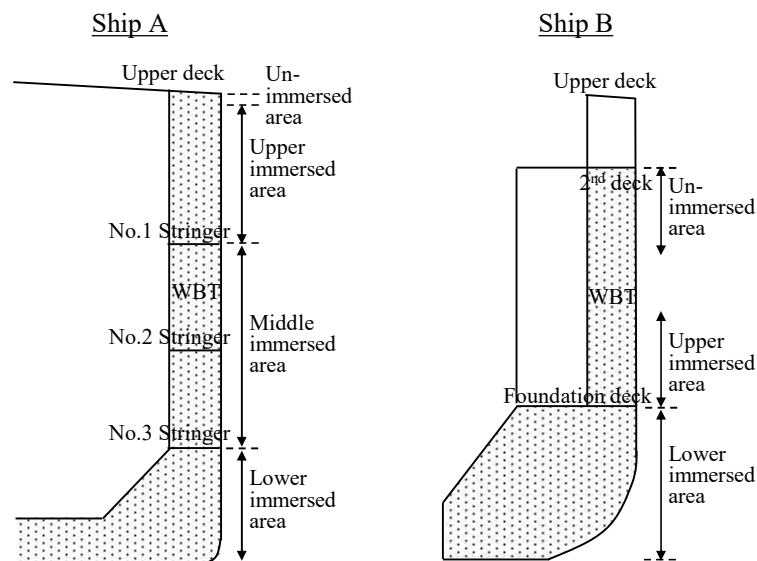 Ship A
Upper deck
Un-
immersed
area
Upper
immersed
area
No.1 Stringer
WBT
No.2 Stringer
Middle
immersed
area
No.3 Stringer
Lower
immersed
area
Ship B
Upper deck
2nd deck
Un-
immersed
area
WBT
Upper
immersed
area
Foundation deck
Lower
immersed
area